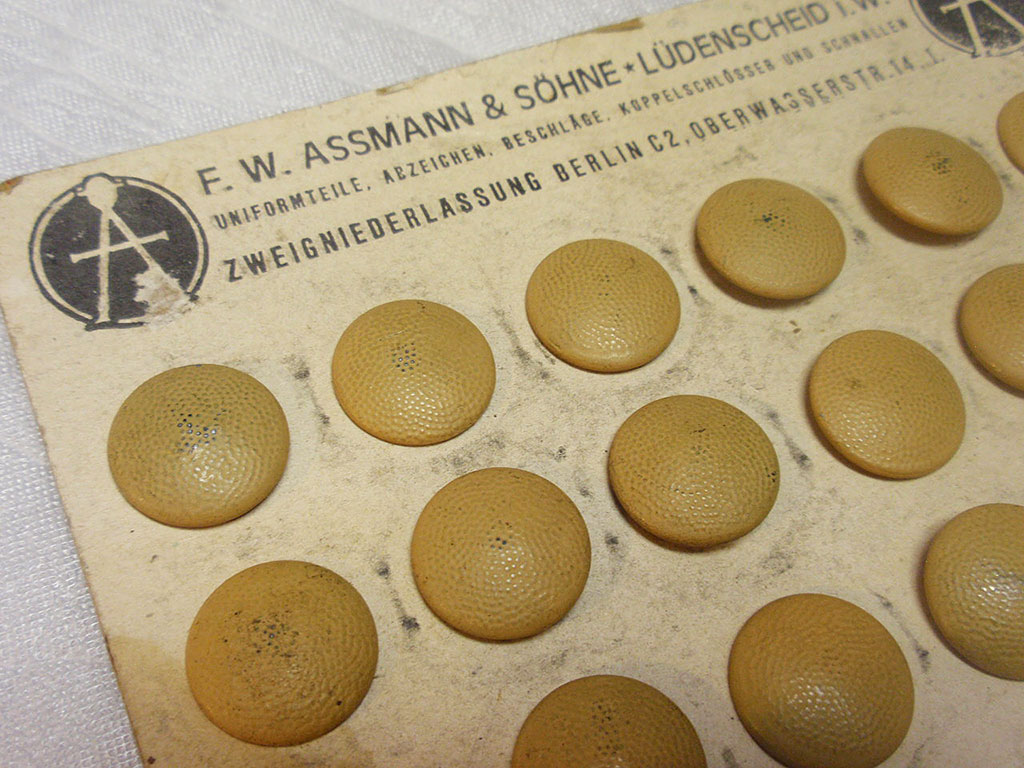 F. W. ASSMANN & SÖHNE ★ LÜDENSCHEID I.W.
UNIFORMTEILE, ABZEICHEN, BESCHLÄGE, KOPPELSCHLÖSSER UND SCHNALLEN
ZWEIGNIEDERLASSUNG BERLIN C2, OBERWASSERSTR. 14, I.
A